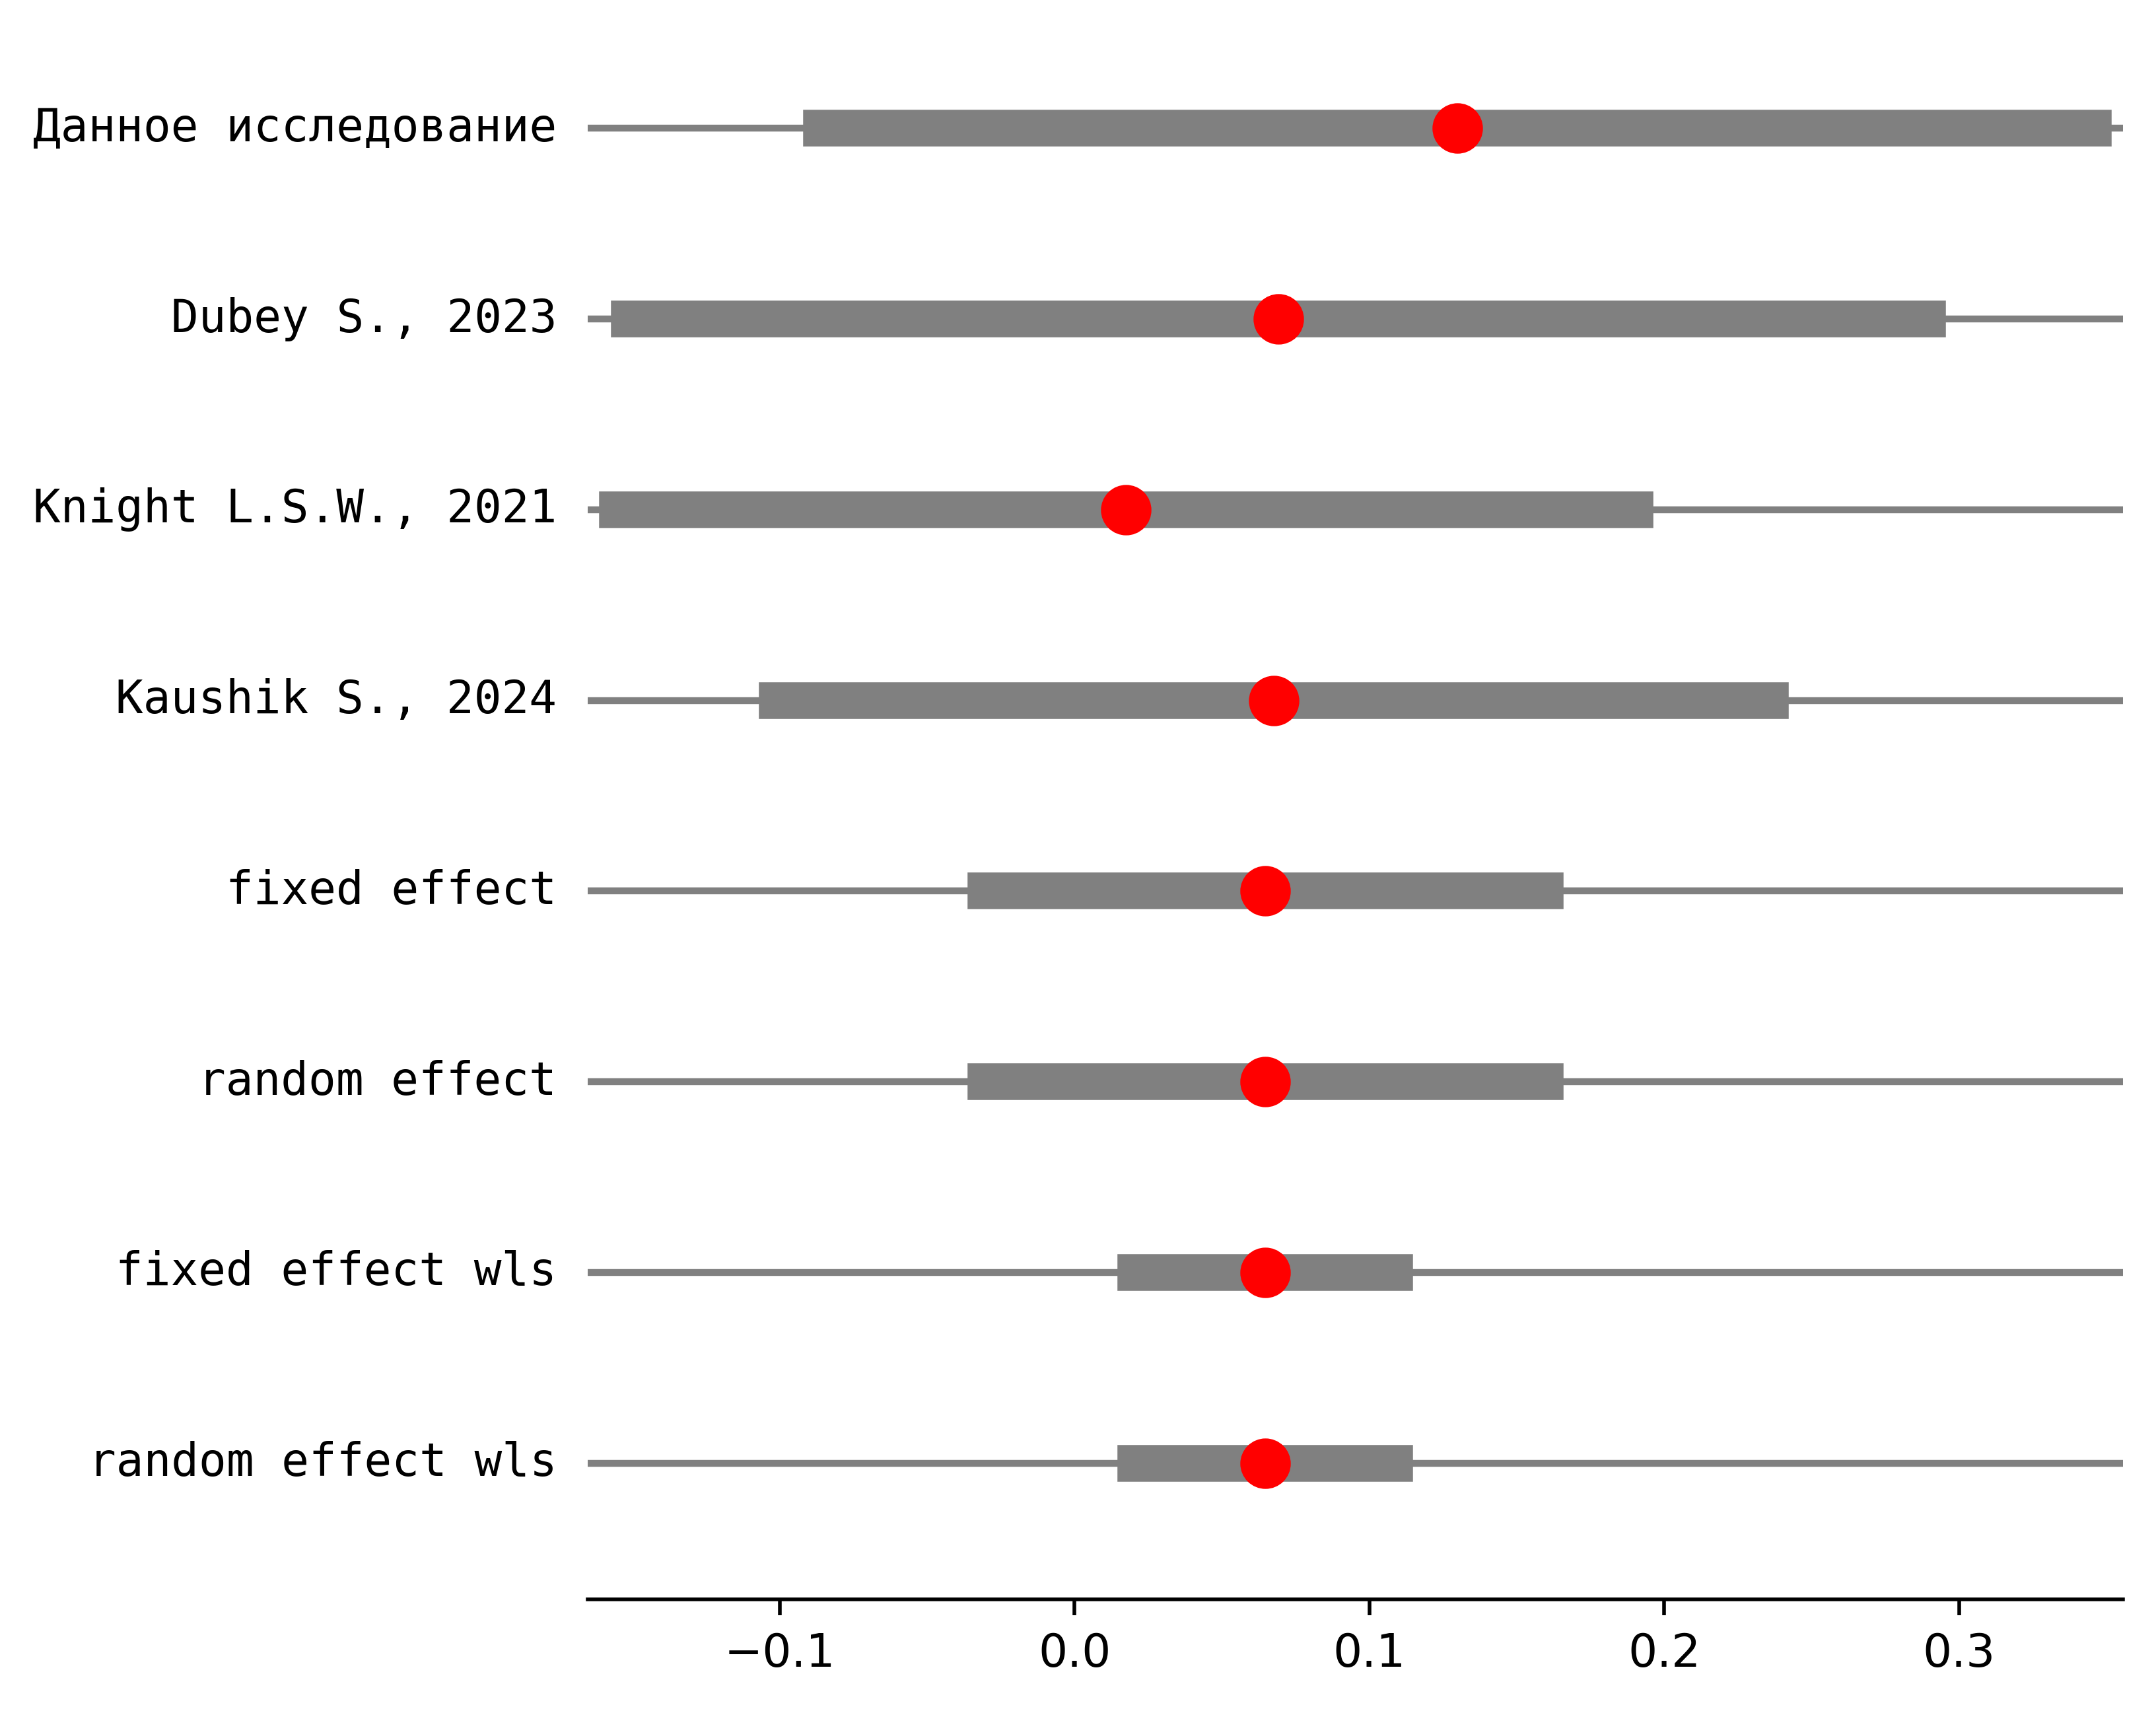 Данное исследование
Dubey S., 2023
Knight L.S.W., 2021
Kaushik S., 2024
fixed effect
random effect
fixed effect wls
random effect wls
−0.1 0.0 0.1 0.2 0.3